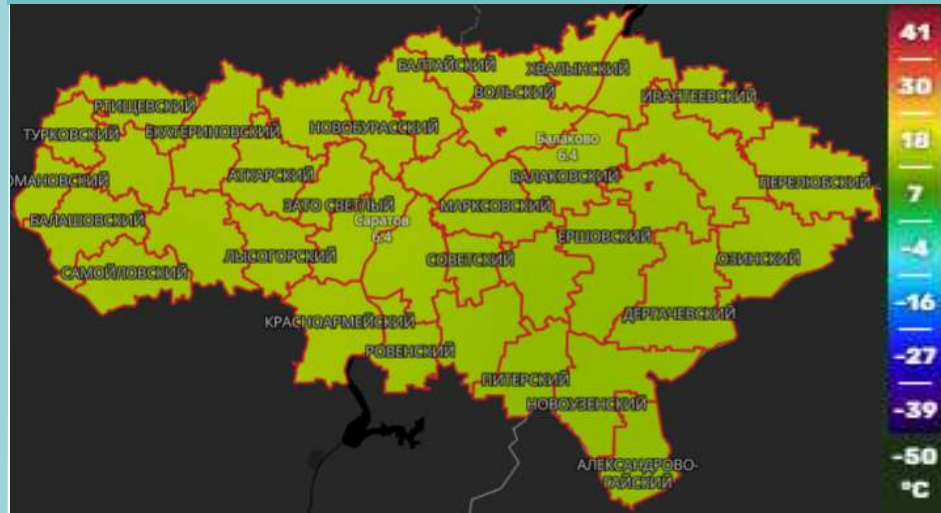 БАЛТАЙСКИЙ
ХВАЛЫНСКИЙ
ВОЛЬСКИЙ
ИВАНТЕЕВСКИЙ
РТИЩЕВСКИЙ
ТУРКОВСКИЙ
ЕКАТЕРИНОВСКИЙ
НОВОБУРАССКИЙ
Балаково
6.4
ОМАНОВСКИЙ
АТКАРСКИЙ
БАЛАКОВСКИЙ
ПЕРЕЛЮБСКИЙ
БАЛАШОВСКИЙ
ЗАТО СВЕТЛЫЙ
МАРКСОВСКИЙ
Саратов
6.4
ЕРШОВСКИЙ
САМОЙЛОВСКИЙ
ЛЫСОГОРСКИЙ
СОВЕТСКИЙ
ОЗИНСКИЙ
КРАСНОАРМЕЙСКИЙ
ДЕРГАЧЕВСКИЙ
РОВЕНСКИЙ
ПИТЕРСКИЙ
НОВОУЗЕНСКИЙ
АЛЕКСАНДРОВО-
ГАЙСКИЙ
41
30
18
7
-4
-16
-27
-39
-50
°C